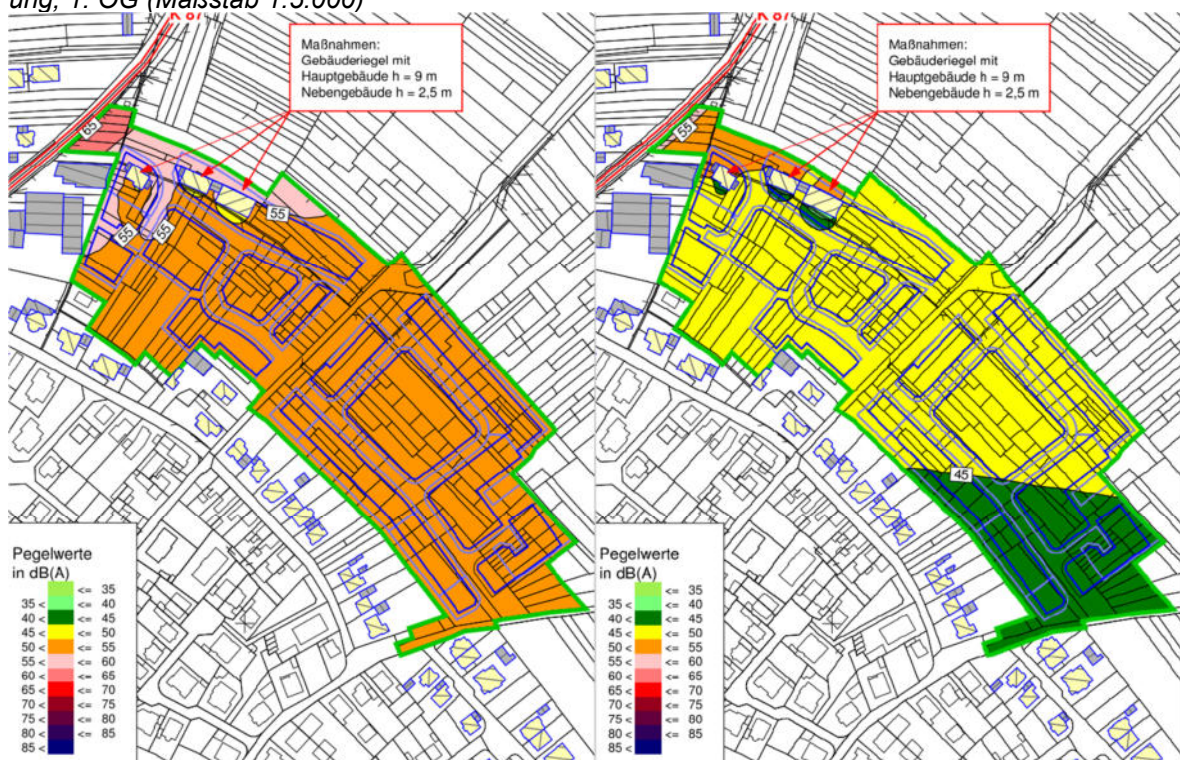 ung, 1. OG (Maßstab 1:5.000)
K 87
Maßnahmen:
Gebäuderiegel mit
Hauptgebäude h = 9 m
Nebengebäude h = 2,5 m
65
55
55
55
Pegelwerte
in dB(A)
<= 35
35 < <= 40
40 < <= 45
45 < <= 50
50 < <= 55
55 < <= 60
60 < <= 65
65 < <= 70
70 < <= 75
75 < <= 80
80 < <= 85
85 <
K 87
Maßnahmen:
Gebäuderiegel mit
Hauptgebäude h = 9 m
Nebengebäude h = 2,5 m
55
45
Pegelwerte
in dB(A)
<= 35
35 < <= 40
40 < <= 45
45 < <= 50
50 < <= 55
55 < <= 60
60 < <= 65
65 < <= 70
70 < <= 75
75 < <= 80
80 < <= 85
85 <